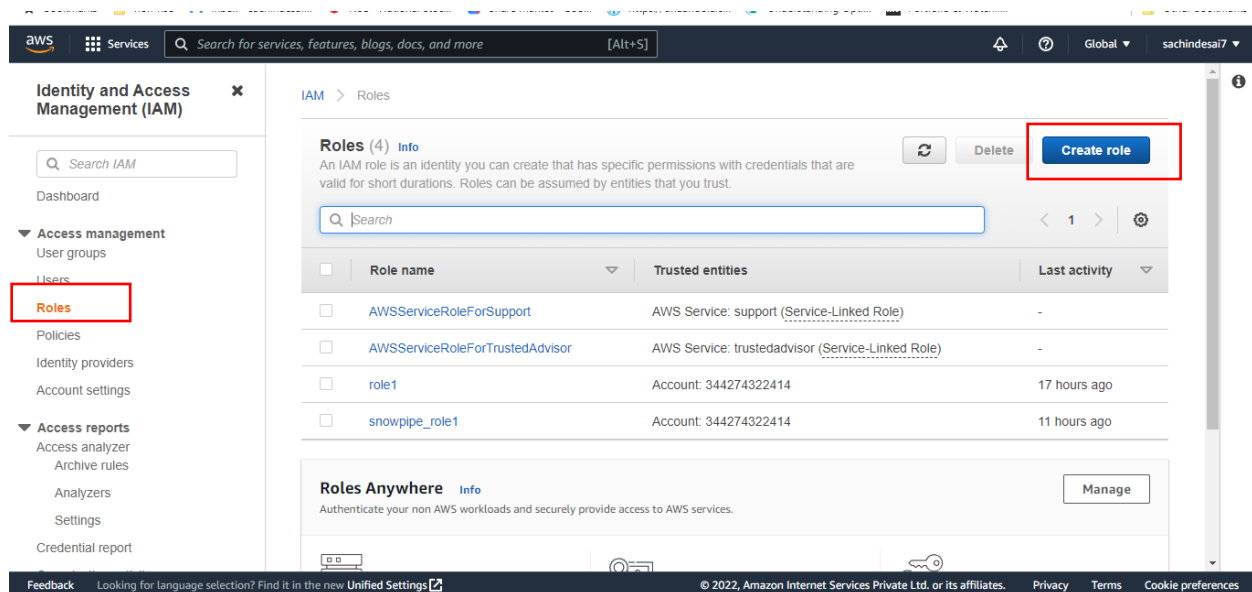 aws
Services
Search for services, features, blogs, docs, and more
[Alt+S]
Global
sachindesai7
Identity and Access
Management (IAM)
Search IAM
Dashboard
Access management
User groups
Users
Roles
Policies
Identity providers
Account settings
Access reports
Access analyzer
Archive rules
Analyzers
Settings
Credential report
IAM > Roles
Roles (4) Info
An IAM role is an identity you can create that has specific permissions with credentials that are
valid for short durations. Roles can be assumed by entities that you trust.
Delete
Create role
Search
1
Role name Trusted entities Last activity
AWSServiceRoleForSupport AWS Service: support (Service-Linked Role) -
AWSServiceRoleForTrustedAdvisor AWS Service: trustedadvisor (Service-Linked Role) -
role1 Account: 344274322414 17 hours ago
snowpipe_role1 Account: 344274322414 11 hours ago
Roles Anywhere Info
Authenticate your non AWS workloads and securely provide access to AWS services.
Manage
Feedback Looking for language selection? Find it in the new Unified Settings © 2022, Amazon Internet Services Private Ltd. or its affiliates. Privacy Terms Cookie preferences